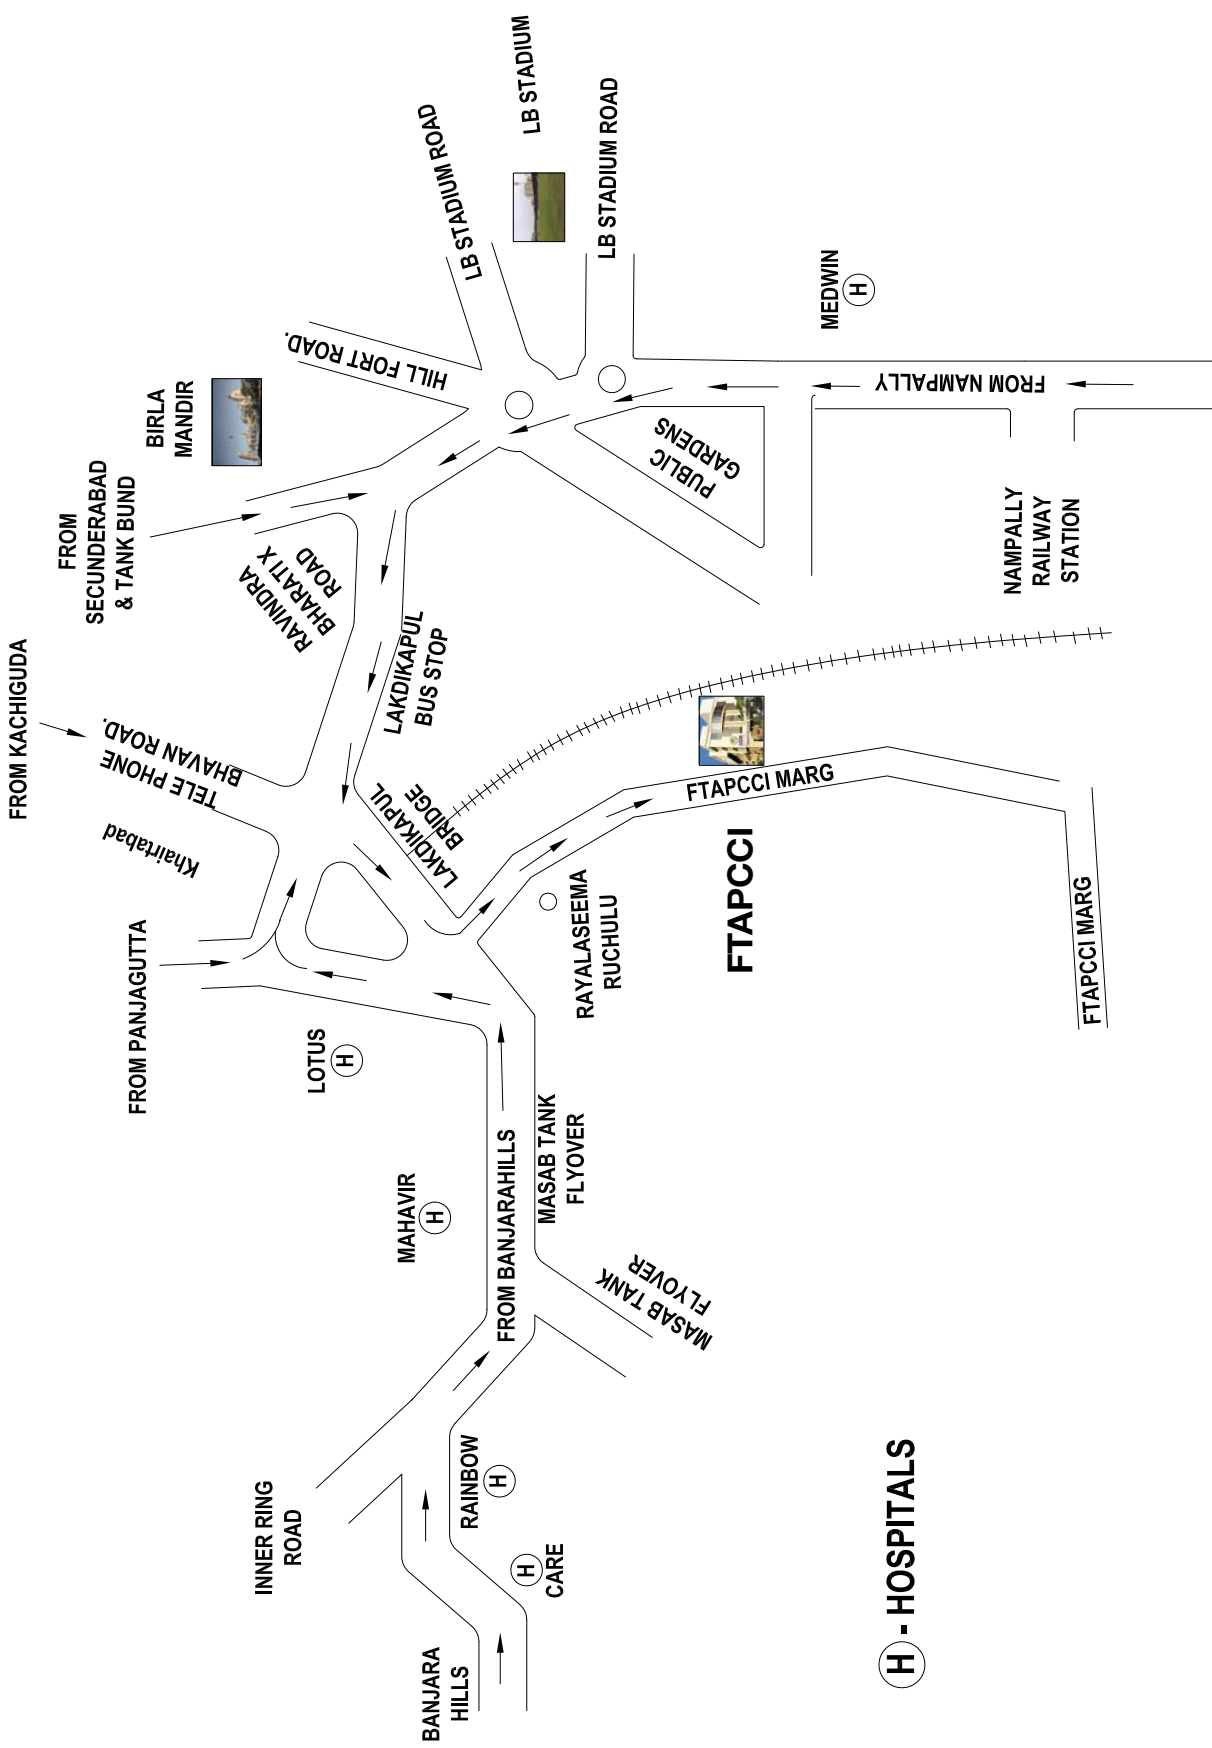 BANJARA
HILLS
CARE
H
RAINBOW
H
INNER RING
ROAD
FROM BANJARAHILLS
MASAB TANK
FLYOVER
MASAB TANK
FLYOVER
MAHAVIR
H
LOTUS
H
FROM PANJAGUTTA
Khairtabad
TELE PHONE
BHAVAN ROAD.
FROM KACHIGUDA
FROM
SECUNDERABAD
& TANK BUND
RAVINDRA
BHARATI X
ROAD
BIRLA
MANDIR
HILL FORT ROAD.
LB STADIUM ROAD
LB STADIUM
LB STADIUM ROAD
LAKDIKAPUL
BUS STOP
LAKDIKAPUL
BRIDGE
PUBLIC
GARDENS
MEDWIN
H
FROM NAMPALLY
NAMPALLY
RAILWAY
STATION
RAYALASEEMA
RUCHULU
FTAPCCI
FTAPCCI MARG
FTAPCCI MARG
H - HOSPITALS